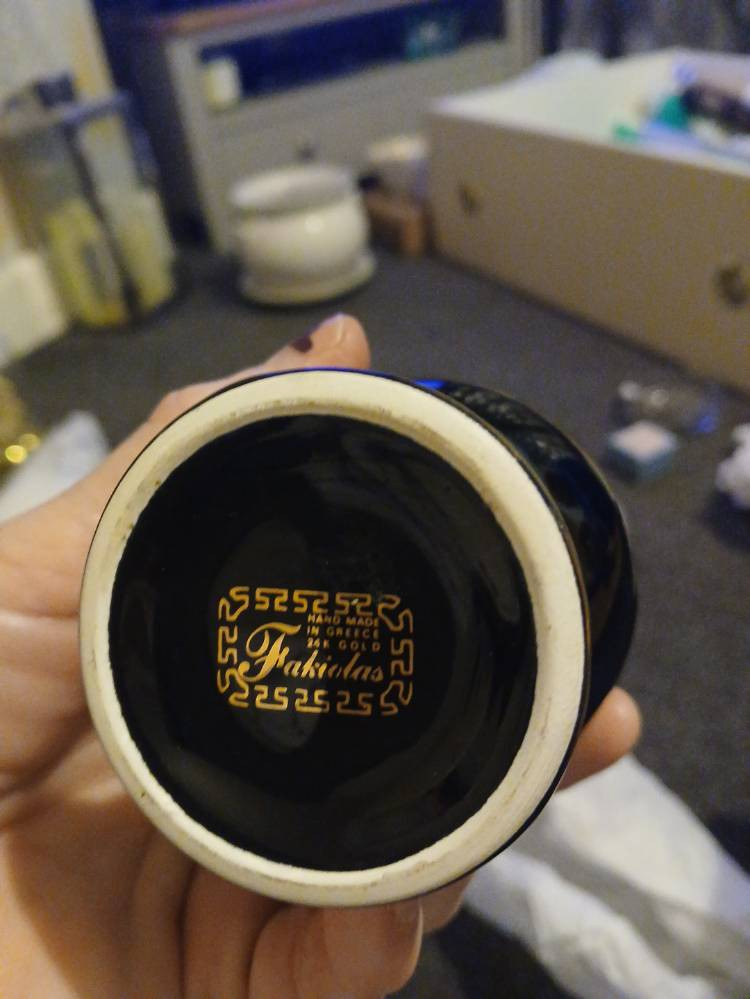 HAND MADE
IN GREECE
24K GOLD
Fakiolas